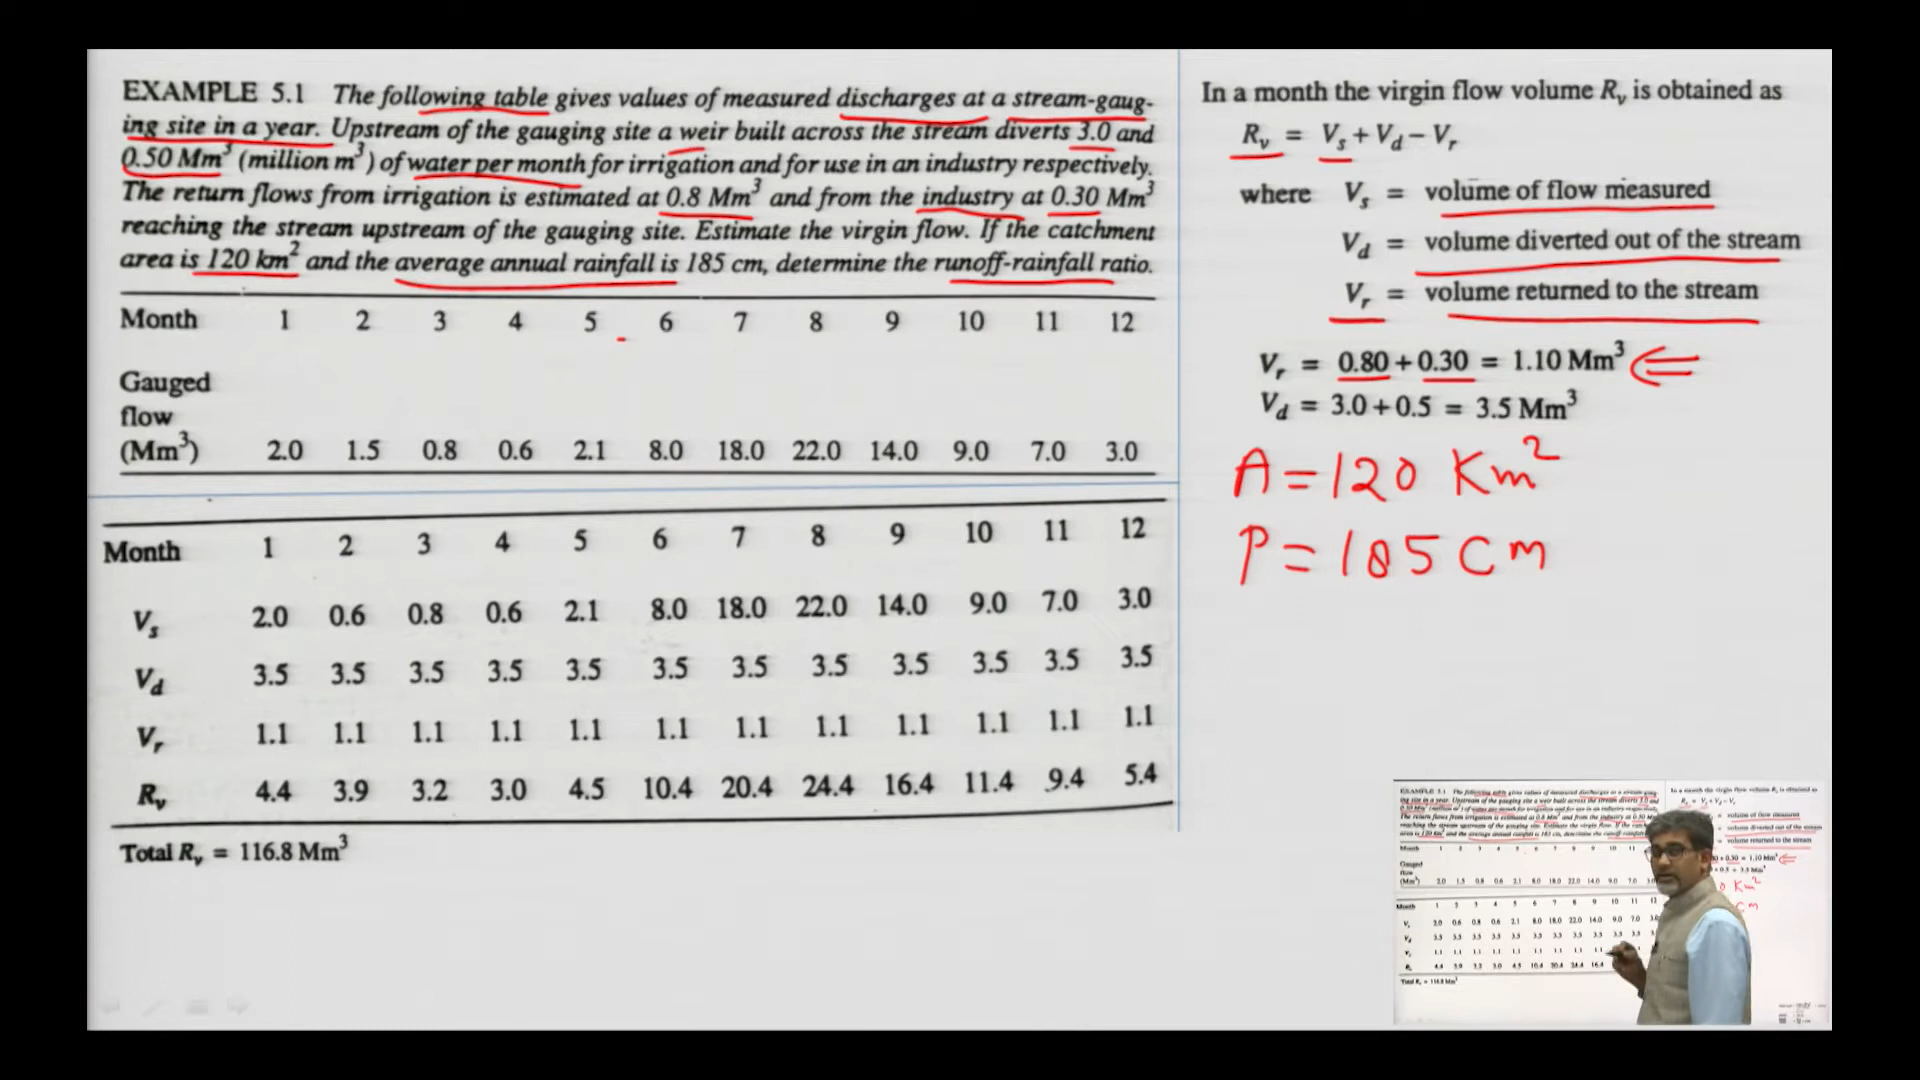 EXAMPLE 5.1 The following table gives values of measured discharges at a stream-gaug-
ing site in a year. Upstream of the gauging site a weir built across the stream diverts 3.0 and
0.50 Mm³ (million m³) of water per month for irrigation and for use in an industry respectively.
The return flows from irrigation is estimated at 0.8 Mm³ and from the industry at 0.30 Mm³
reaching the stream upstream of the gauging site. Estimate the virgin flow. If the catchment
area is 120 km² and the average annual rainfall is 185 cm, determine the runoff-rainfall ratio.
Month 1 2 3 4 5 6 7 8 9 10 11 12
Gauged
flow
(Mm³) 2.0 1.5 0.8 0.6 2.1 8.0 18.0 22.0 14.0 9.0 7.0 3.0
Month 1 2 3 4 5 6 7 8 9 10 11 12
Vs 2.0 0.6 0.8 0.6 2.1 8.0 18.0 22.0 14.0 9.0 7.0 3.0
Vd 3.5 3.5 3.5 3.5 3.5 3.5 3.5 3.5 3.5 3.5 3.5 3.5
Vr 1.1 1.1 1.1 1.1 1.1 1.1 1.1 1.1 1.1 1.1 1.1 1.1
Rv 4.4 3.9 3.2 3.0 4.5 10.4 20.4 24.4 16.4 11.4 9.4 5.4
Total Rv = 116.8 Mm³
In a month the virgin flow volume Rv is obtained as
Rv = Vs + Vd − Vr
where Vs = volume of flow measured
Vd = volume diverted out of the stream
Vr = volume returned to the stream
Vr = 0.80 + 0.30 = 1.10 Mm³
Vd = 3.0 + 0.5 = 3.5 Mm³
A = 120 Km²
P = 185 Cm